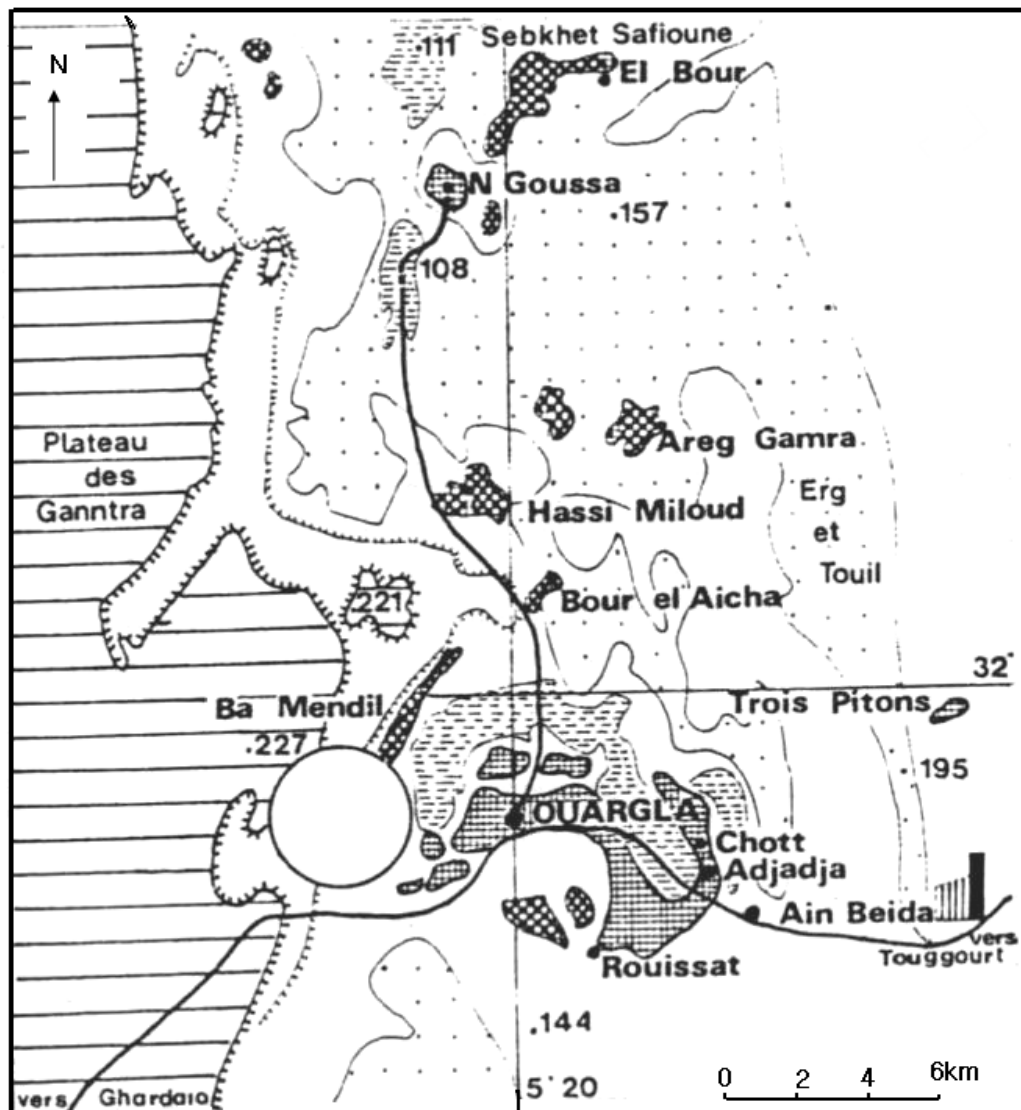 N
.111
Sebkhet Safioune
El Bour
N Goussa
.157
108
Plateau
des
Ganntra
Areg Gamra
Hassi Miloud
Erg
et
Touil
.221
Bour el Aicha
32°
Ba Mendil
Trois Pitons
.227
.195
OUARGLA
Chott
Adjadja
Ain Beida
vers
Touggourt
Rouissat
.144
5°20
0 2 4 6km
vers Ghardaia